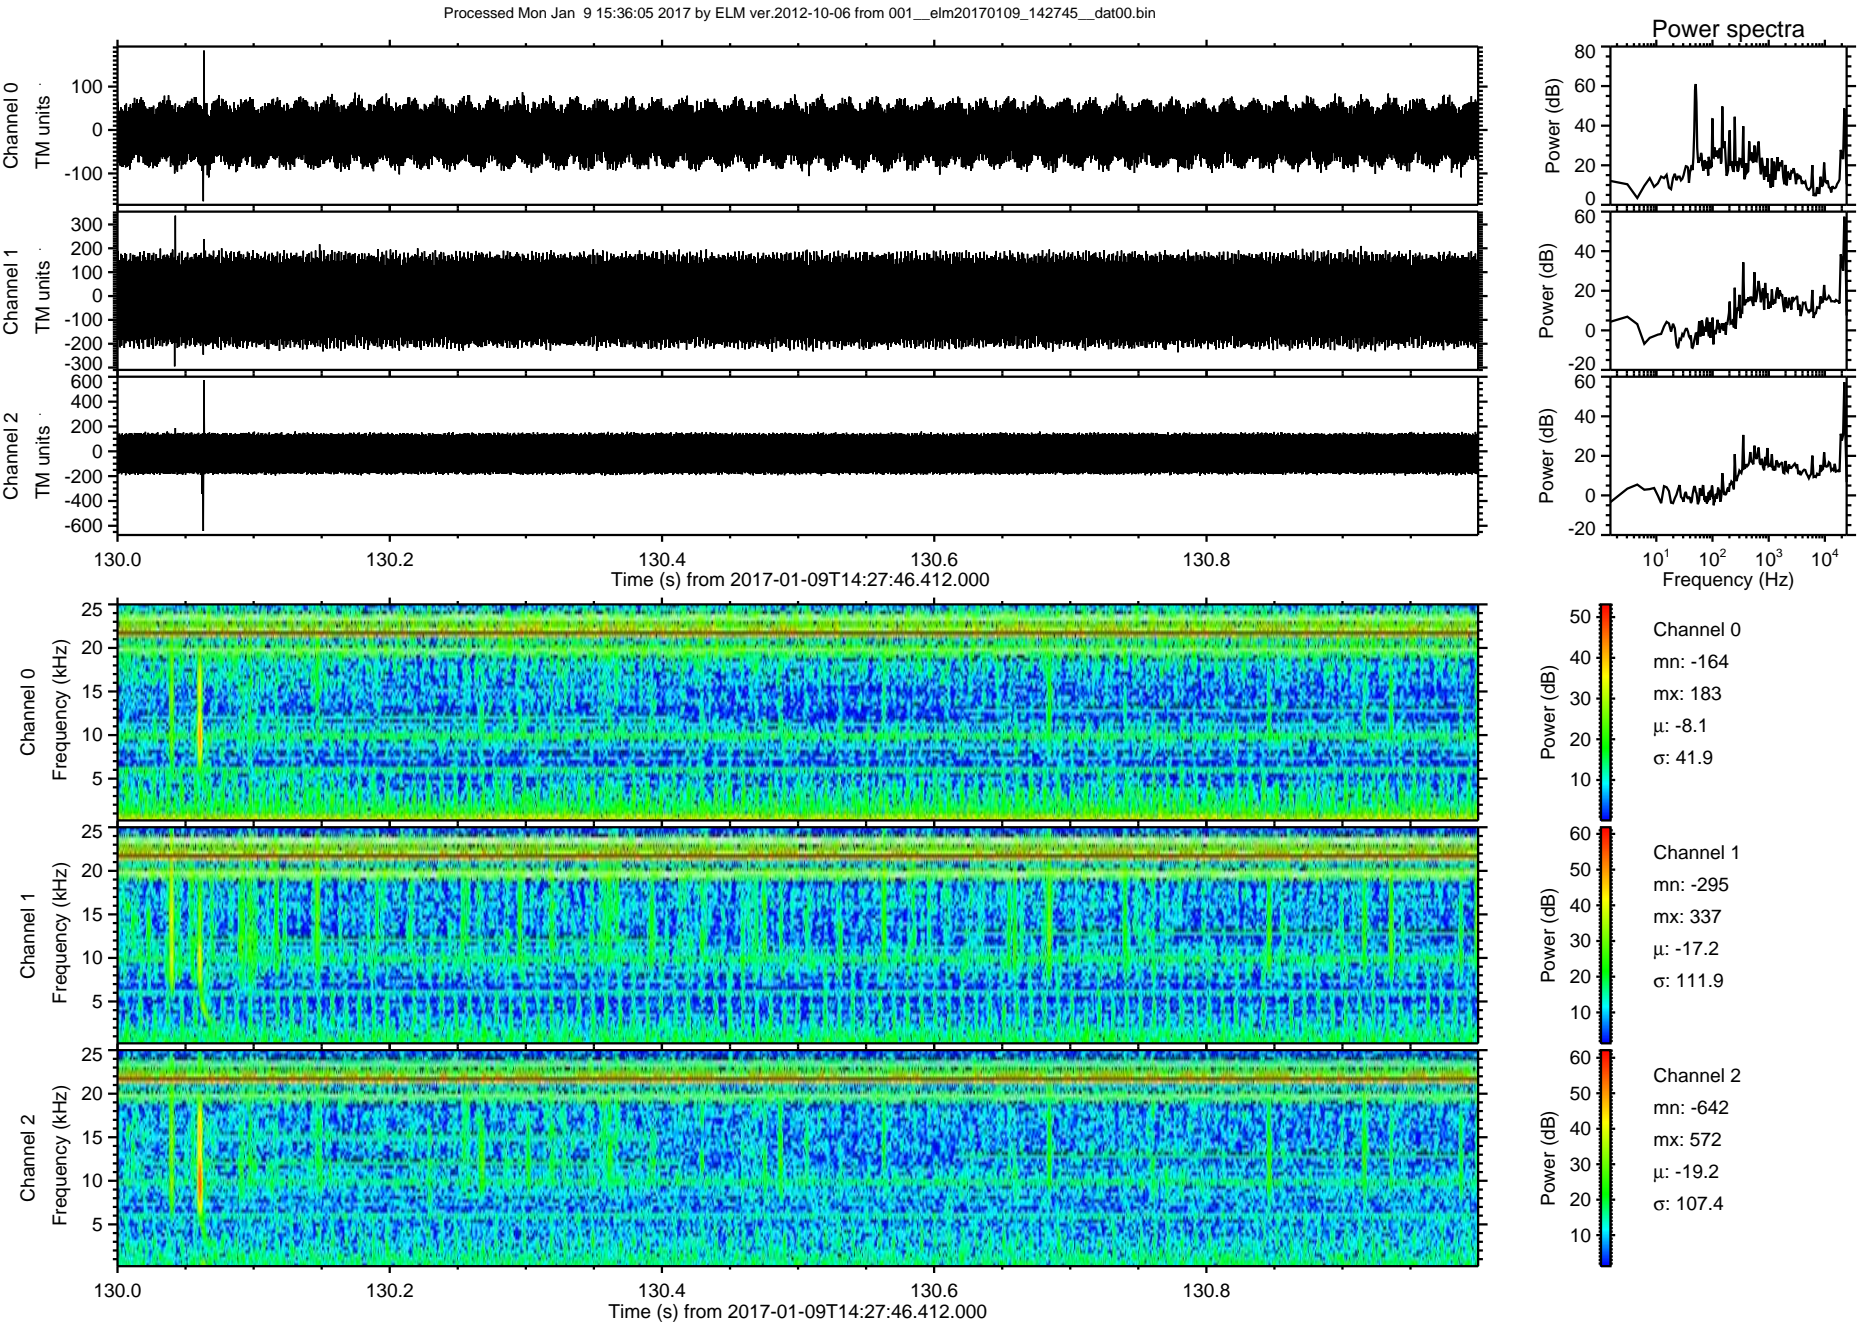 Processed Mon Jan  9 15:36:05 2017 by ELM ver.2012-10-06 from 001__elm20170109_142745__dat00.bin
Power spectra
Channel 0
TM units
100
0
-100
Power (dB)
80
60
40
20
0
Channel 1
TM units
300
200
100
0
-100
-200
-300
Power (dB)
60
40
20
0
-20
Channel 2
TM units
600
400
200
0
-200
-400
-600
Power (dB)
60
40
20
0
-20
130.0 130.2 130.4 130.6 130.8
Time (s) from 2017-01-09T14:27:46.412.000
10¹ 10² 10³ 10⁴
Frequency (Hz)
Channel 0
Frequency (kHz)
25
20
15
10
5
Power (dB)
50
40
30
20
10
Channel 0
mn: -164
mx: 183
μ: -8.1
σ: 41.9
Channel 1
Frequency (kHz)
25
20
15
10
5
Power (dB)
60
50
40
30
20
10
Channel 1
mn: -295
mx: 337
μ: -17.2
σ: 111.9
Channel 2
Frequency (kHz)
25
20
15
10
5
Power (dB)
60
50
40
30
20
10
Channel 2
mn: -642
mx: 572
μ: -19.2
σ: 107.4
130.0 130.2 130.4 130.6 130.8
Time (s) from 2017-01-09T14:27:46.412.000